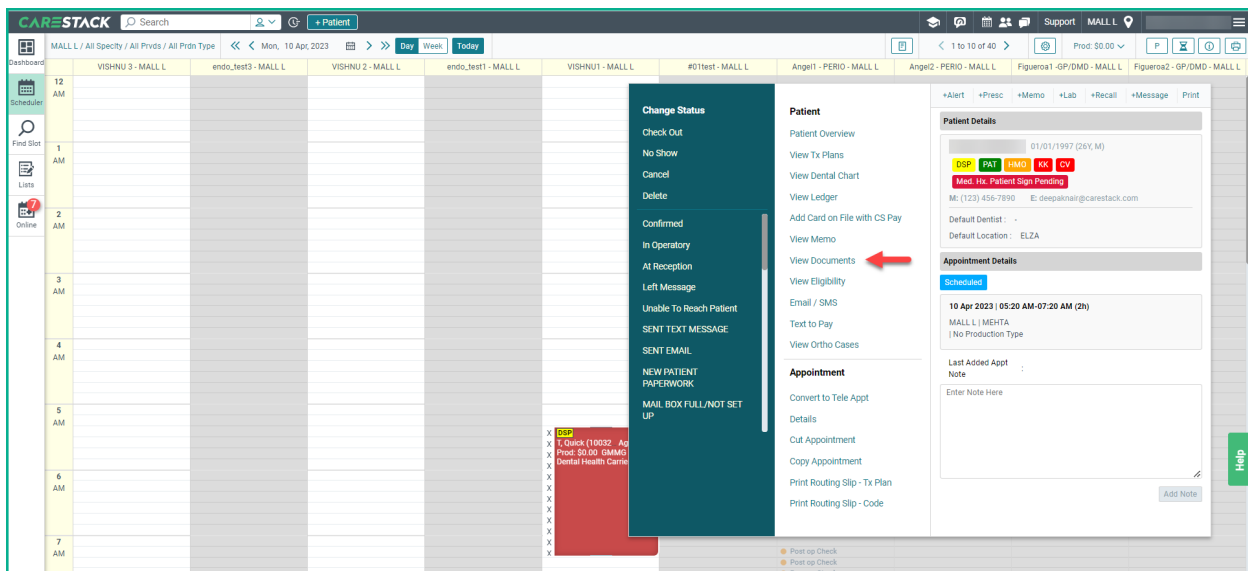 CARESTACK
Search
+ Patient
Support
MALL L
Dashboard
Scheduler
Find Slot
Lists
7
Online
MALL L / All Specity / All Prvds / All Prdn Type
Mon, 10 Apr, 2023
Day
Week
Today
1 to 10 of 40
Prod: $0.00
P
VISHNU 3 - MALL L
endo_test3 - MALL L
VISHNU 2 - MALL L
endo_test1 - MALL L
VISHNU1 - MALL L
#01test - MALL L
Angel1 - PERIO - MALL L
Angel2 - PERIO - MALL L
Figueroa1 -GP/DMD - MALL L
Figueroa2 - GP/DMD - MALL L
12
AM
1
AM
2
AM
3
AM
4
AM
5
AM
6
AM
7
AM
X
X
X
X
X
X
X
X
X
X
X
X
DSP
T, Quick (10032 Ag
Prod: $0.00 GMMG
Dental Health Carrie
Change Status
Check Out
No Show
Cancel
Delete
Confirmed
In Operatory
At Reception
Left Message
Unable To Reach Patient
SENT TEXT MESSAGE
SENT EMAIL
NEW PATIENT
PAPERWORK
MAIL BOX FULL/NOT SET
UP
Patient
Patient Overview
View Tx Plans
View Dental Chart
View Ledger
Add Card on File with CS Pay
View Memo
View Documents
View Eligibility
Email / SMS
Text to Pay
View Ortho Cases
Appointment
Convert to Tele Appt
Details
Cut Appointment
Copy Appointment
Print Routing Slip - Tx Plan
Print Routing Slip - Code
+Alert
+Presc
+Memo
+Lab
+Recall
+Message
Print
Patient Details
01/01/1997 (26Y, M)
DSP
PAT
HMO
KK
CV
Med. Hx. Patient Sign Pending
M: (123) 456-7890 E: deepaknair@carestack.com
Default Dentist : -
Default Location : ELZA
Appointment Details
Scheduled
10 Apr 2023 | 05:20 AM-07:20 AM (2h)
MALL L | MEHTA
| No Production Type
Last Added Appt
Note :
Enter Note Here
Add Note
Help
Post op Check
Post op Check